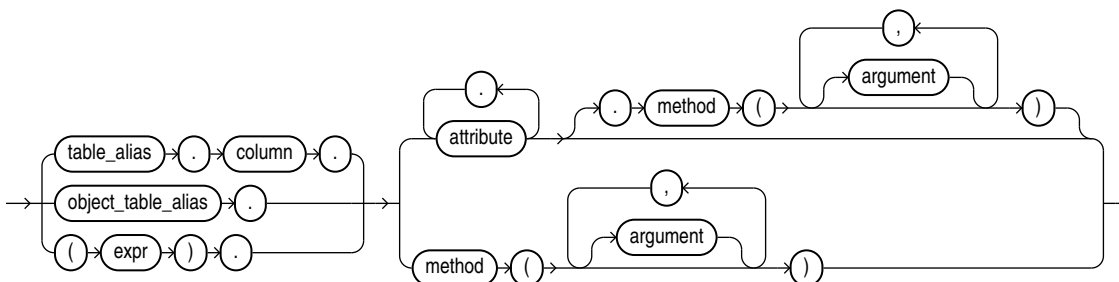 ,
argument
.
. method ( )
attribute
table_alias . column .
,
object_table_alias .
argument
( expr ) .
method ( )